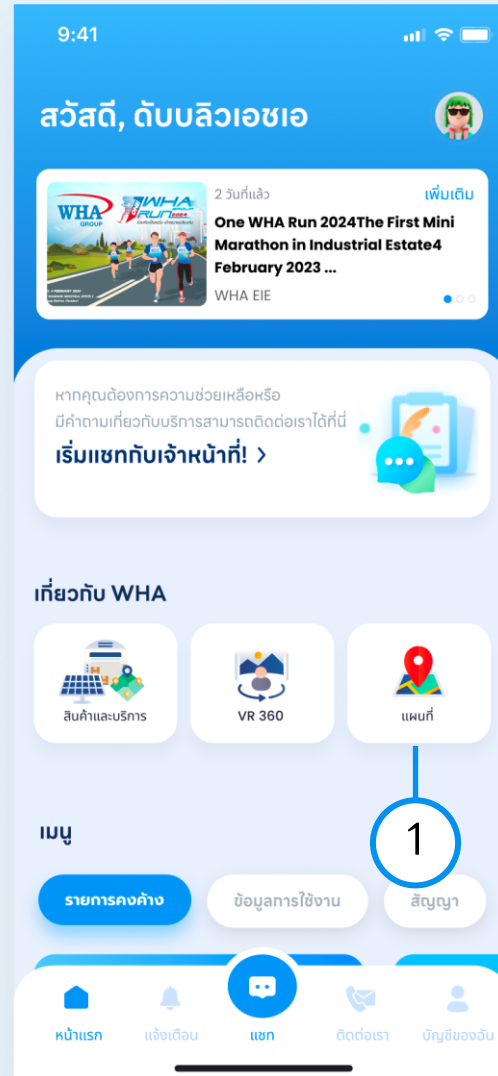 9:41
สวัสดี, ดับบลิวเอชเอ
2 วันที่แล้ว
เพิ่มเติม
WHA
GROUP
WHA
RUN 2024
One WHA Run 2024The First Mini
Marathon in Industrial Estate4
February 2023 ...
WHA EIE
หากคุณต้องการความช่วยเหลือหรือ
มีคำถามเกี่ยวกับบริการสามารถติดต่อเราได้ที่นี่
เริ่มแชทกับเจ้าหน้าที่! >
เกี่ยวกับ WHA
สินค้าและบริการ
VR 360
แผนที่
1
เมนู
รายการคงค้าง
ข้อมูลการใช้งาน
สัญญา
หน้าแรก
แจ้งเตือน
แชท
ติดต่อเรา
บัญชีของฉัน